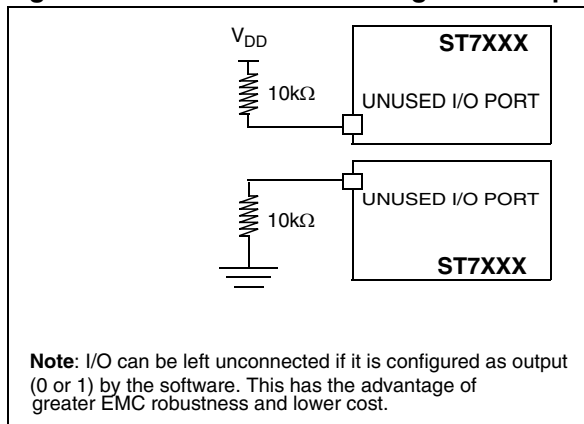 V_DD
ST7XXX
10kΩ
UNUSED I/O PORT
UNUSED I/O PORT
10kΩ
ST7XXX
Note: I/O can be left unconnected if it is configured as output
(0 or 1) by the software. This has the advantage of
greater EMC robustness and lower cost.